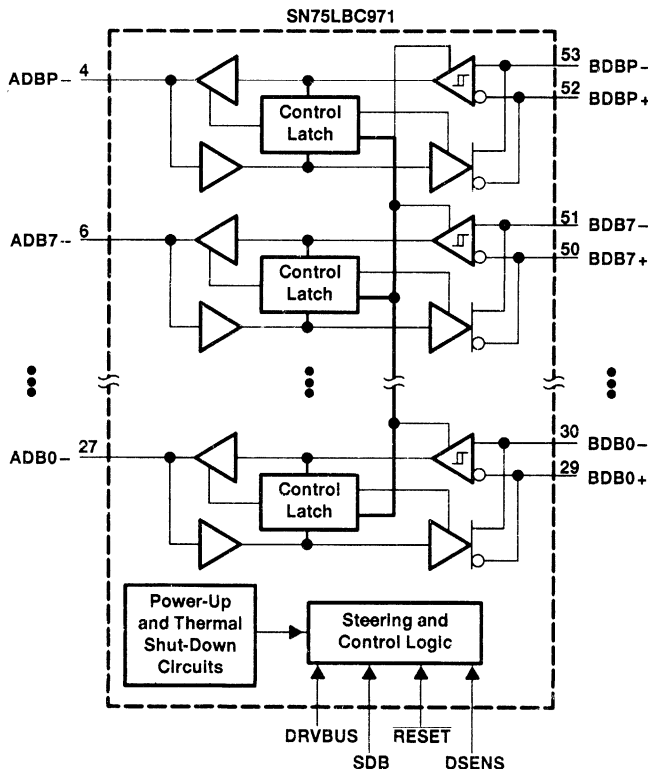 SN75LBC971
ADBP– 4
53 BDBP–
52 BDBP+
Control
Latch
ADB7-- 6
51 BDB7–
50 BDB7+
Control
Latch
ADB0– 27
30 BDB0–
29 BDB0+
Control
Latch
Power-Up
and Thermal
Shut-Down
Circuits
Steering and
Control Logic
DRVBUS
SDB
RESET
DSENS